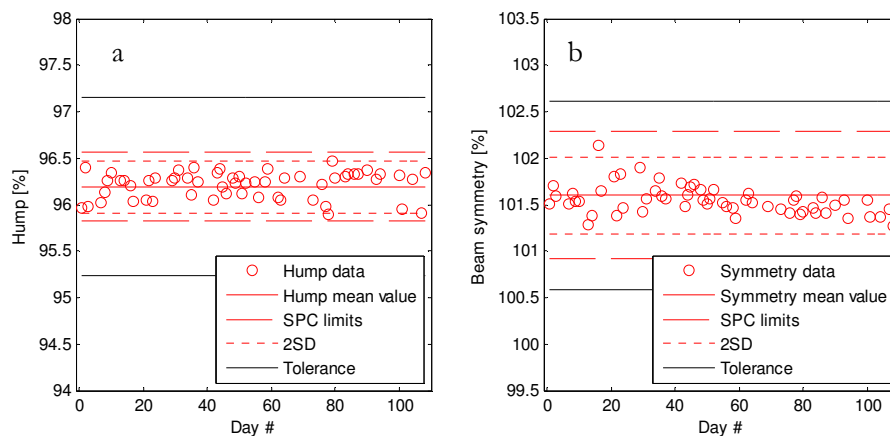 a
Hump [%]
98
97.5
97
96.5
96
95.5
95
94.5
94
0 20 40 60 80 100
Day #
Hump data
Hump mean value
SPC limits
2SD
Tolerance
b
Beam symmetry [%]
103.5
103
102.5
102
101.5
101
100.5
100
99.5
0 20 40 60 80 100
Day #
Symmetry data
Symmetry mean value
SPC limits
2SD
Tolerance